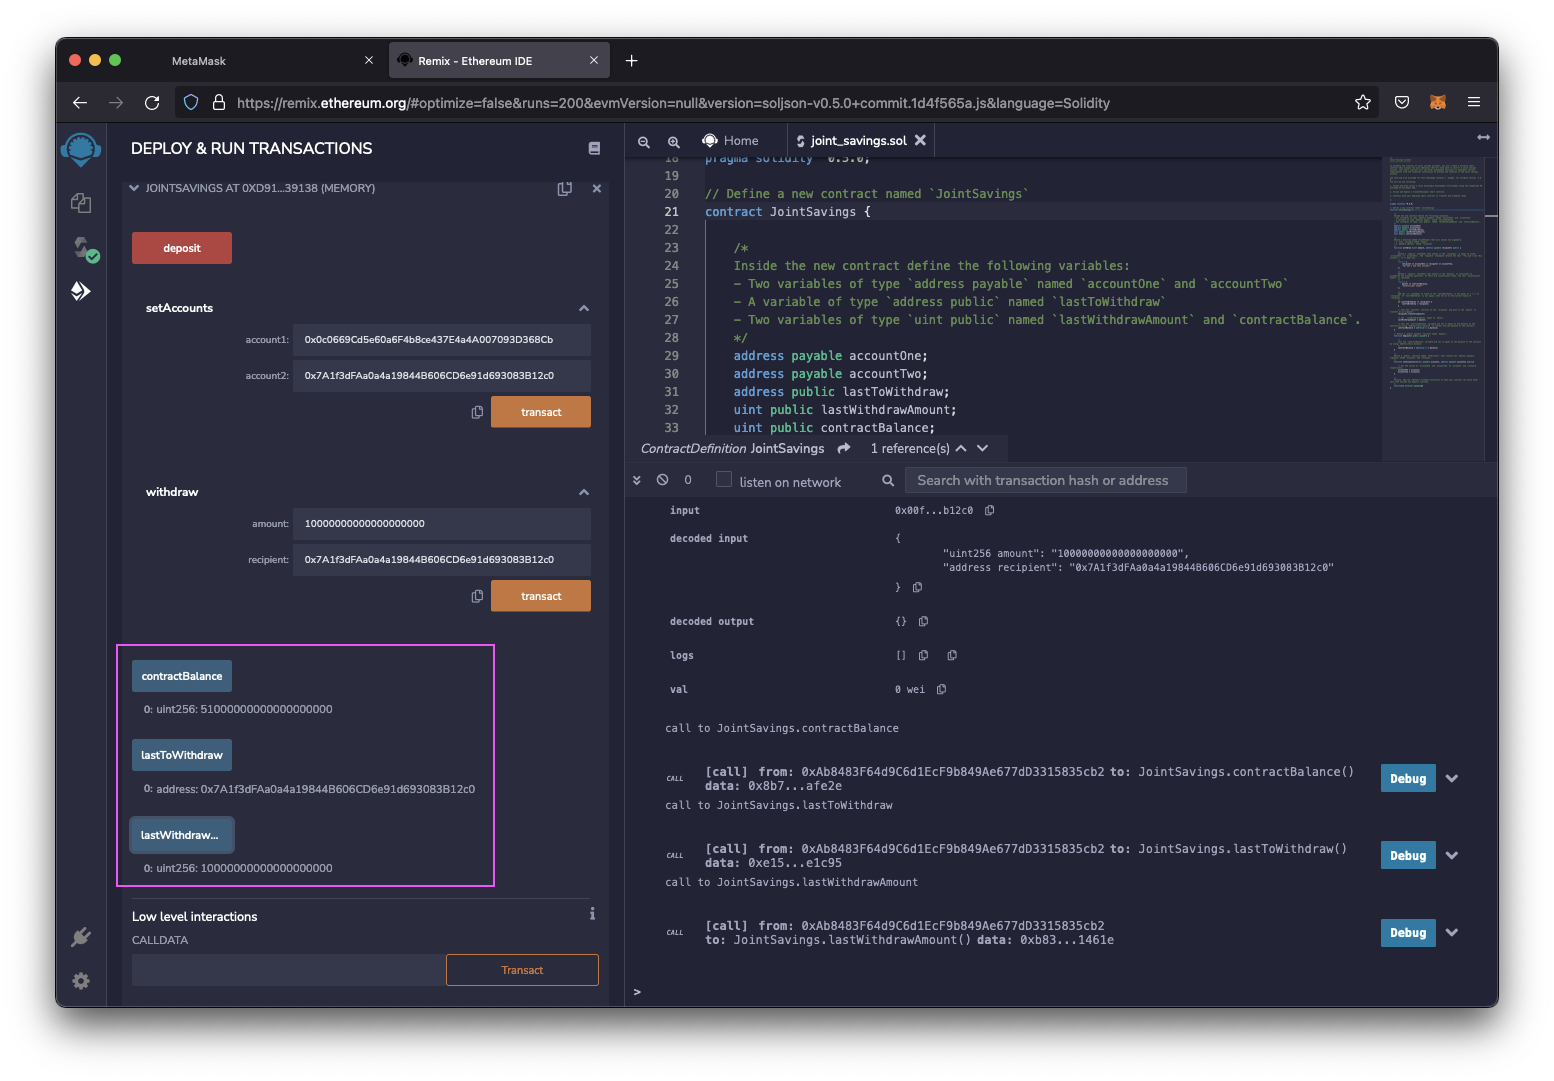 MetaMask
Remix - Ethereum IDE
https://remix.ethereum.org/#optimize=false&runs=200&evmVersion=null&version=soljson-v0.5.0+commit.1d4f565a.js&language=Solidity
DEPLOY & RUN TRANSACTIONS
JOINTSAVINGS AT 0XD91...39138 (MEMORY)
deposit
setAccounts
account1: 0x0c0669Cd5e60a6F4b8ce437E4a4A007093D368Cb
account2: 0x7A1f3dFAa0a4a19844B606CD6e91d693083B12c0
transact
withdraw
amount: 10000000000000000000
recipient: 0x7A1f3dFAa0a4a19844B606CD6e91d693083B12c0
transact
contractBalance
0: uint256: 51000000000000000000
lastToWithdraw
0: address: 0x7A1f3dFAa0a4a19844B606CD6e91d693083B12c0
lastWithdraw...
0: uint256: 10000000000000000000
Low level interactions
CALLDATA
Transact
Home
joint_savings.sol
18 pragma solidity ^0.5.0;
19
20 // Define a new contract named `JointSavings`
21 contract JointSavings {
22
23 /*
24 Inside the new contract define the following variables:
25 - Two variables of type `address payable` named `accountOne` and `accountTwo`
26 - A variable of type `address public` named `lastToWithdraw`
27 - Two variables of type `uint public` named `lastWithdrawAmount` and `contractBalance`.
28 */
29 address payable accountOne;
30 address payable accountTwo;
31 address public lastToWithdraw;
32 uint public lastWithdrawAmount;
33 uint public contractBalance;
ContractDefinition JointSavings 1 reference(s)
0 listen on network Search with transaction hash or address
input 0x00f...b12c0
decoded input {
"uint256 amount": "10000000000000000000",
"address recipient": "0x7A1f3dFAa0a4a19844B606CD6e91d693083B12c0"
}
decoded output {}
logs []
val 0 wei
call to JointSavings.contractBalance
CALL [call] from: 0xAb8483F64d9C6d1EcF9b849Ae677dD3315835cb2 to: JointSavings.contractBalance()
data: 0x8b7...afe2e
Debug
call to JointSavings.lastToWithdraw
CALL [call] from: 0xAb8483F64d9C6d1EcF9b849Ae677dD3315835cb2 to: JointSavings.lastToWithdraw()
data: 0xe15...e1c95
Debug
call to JointSavings.lastWithdrawAmount
CALL [call] from: 0xAb8483F64d9C6d1EcF9b849Ae677dD3315835cb2
to: JointSavings.lastWithdrawAmount() data: 0xb83...1461e
Debug
>